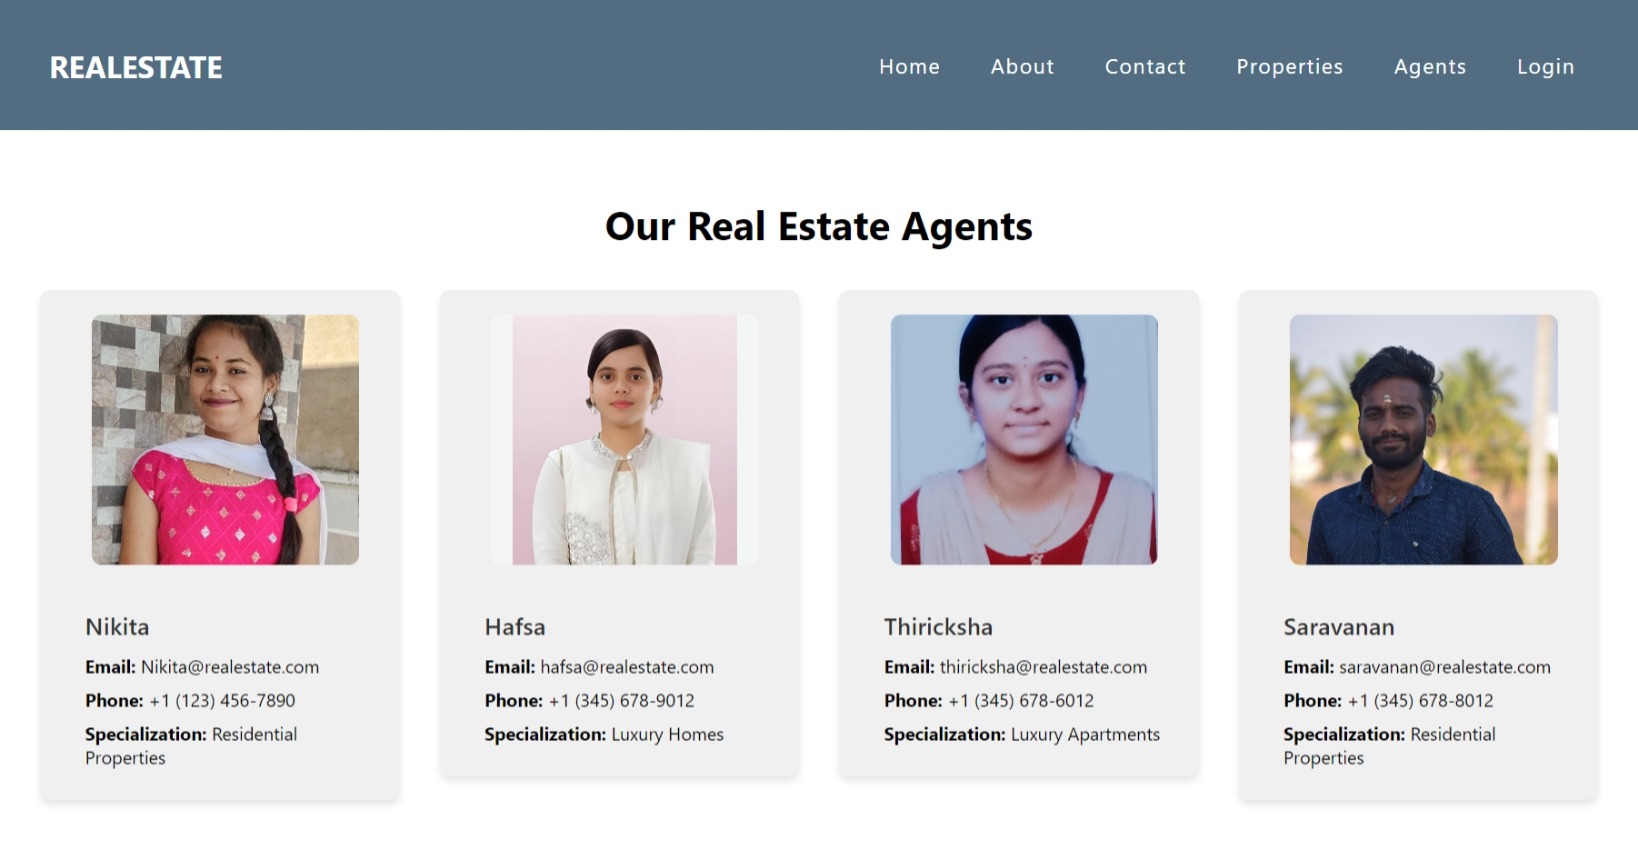 REALESTATE
Home
About
Contact
Properties
Agents
Login
Our Real Estate Agents
Nikita
Email: Nikita@realestate.com
Phone: +1 (123) 456-7890
Specialization: Residential
Properties
Hafsa
Email: hafsa@realestate.com
Phone: +1 (345) 678-9012
Specialization: Luxury Homes
Thiricksha
Email: thiricksha@realestate.com
Phone: +1 (345) 678-6012
Specialization: Luxury Apartments
Saravanan
Email: saravanan@realestate.com
Phone: +1 (345) 678-8012
Specialization: Residential
Properties